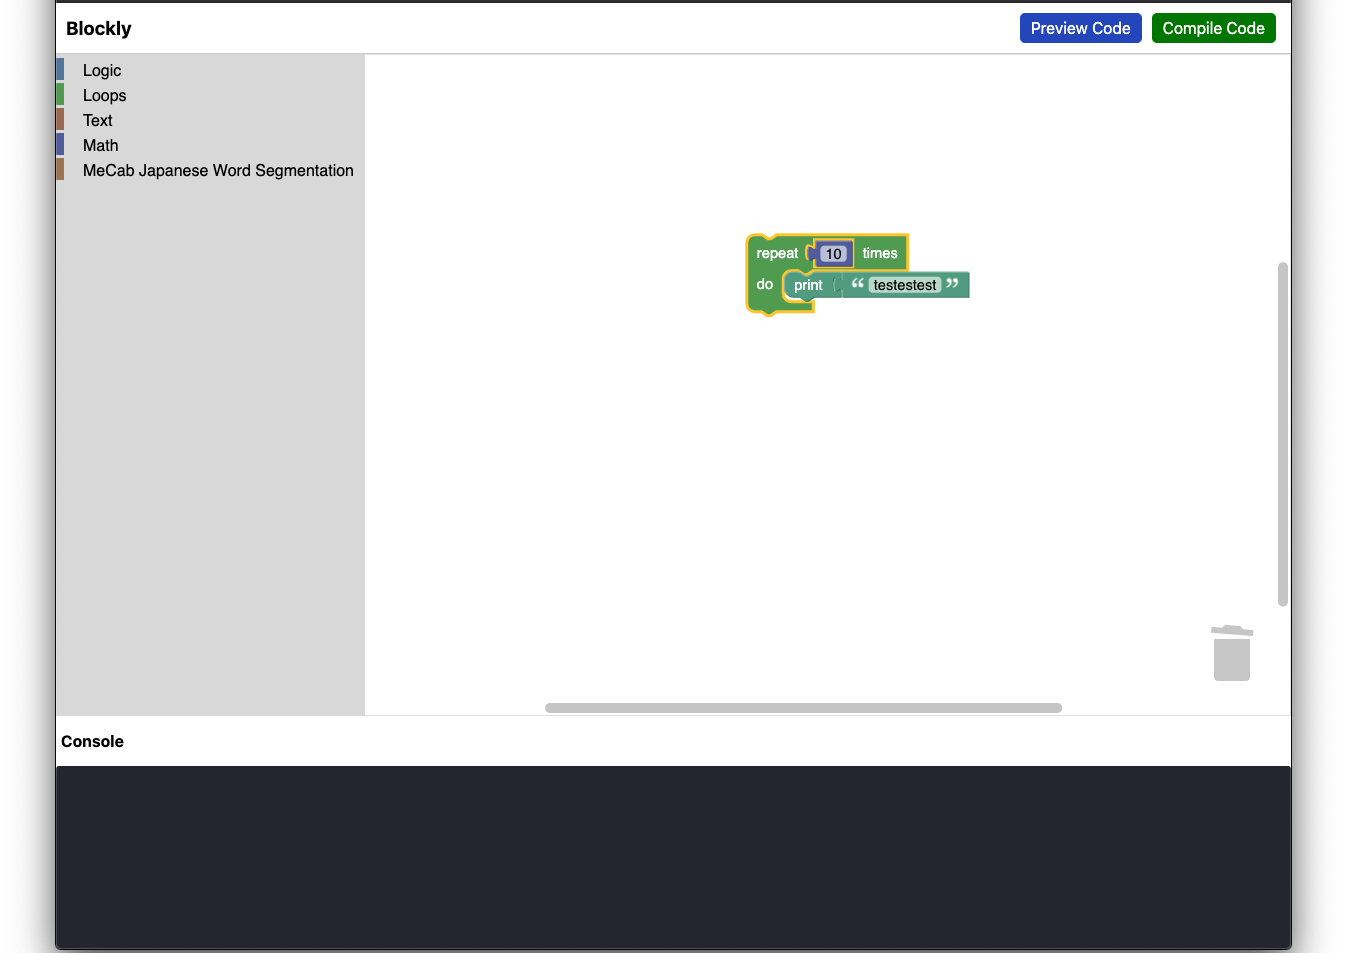 Blockly
Preview Code
Compile Code
Logic
Loops
Text
Math
MeCab Japanese Word Segmentation
repeat 10 times
do print “ testestest ”
Console